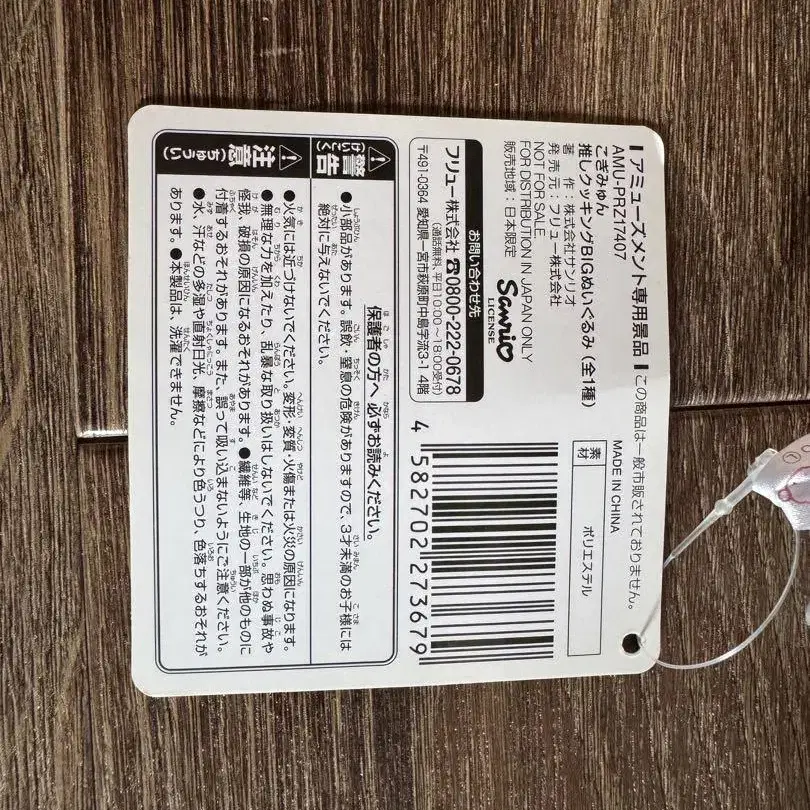 アミューズメント専用景品 この商品は一般市販されておりません。
AMU-PRZ17407
MADE IN CHINA
こぎみゅん
推しクッキングBIGぬいぐるみ(全1種)
著作:株式会社サンリオ
発売元:フリュー株式会社
NOT FOR SALE.
FOR DISTRIBUTION IN JAPAN ONLY
販売地域:日本限定
Sanrio
LICENSE
素材
ポリエステル
お問い合わせ先
フリュー株式会社 ☎0800-222-0678
(通話無料、平日10:00~18:00受付)
〒491-0364 愛知県一宮市萩原町中島字流3-1 4階
4 582702 273679
保護者の方へ 必ずお読みください。
警告
(けいこく)
●小部品があります。誤飲・窒息の危険がありますので、3才未満のお子様には
絶対に与えないでください。
注意
(ちゅうい)
●火気には近づけないでください。変形・変質・火傷または火災の原因になります。
●無理な力を加えたり、乱暴な取り扱いはしないでください。思わぬ事故や
怪我、破損の原因になるおそれがあります。●繊維等、生地の一部が他のものに
付着するおそれがあります。また、誤って吸い込まないようにご注意ください。
●水、汗などの多湿や直射日光、摩擦などにより色うつり、色落ちするおそれが
あります。●本製品は、洗濯できません。